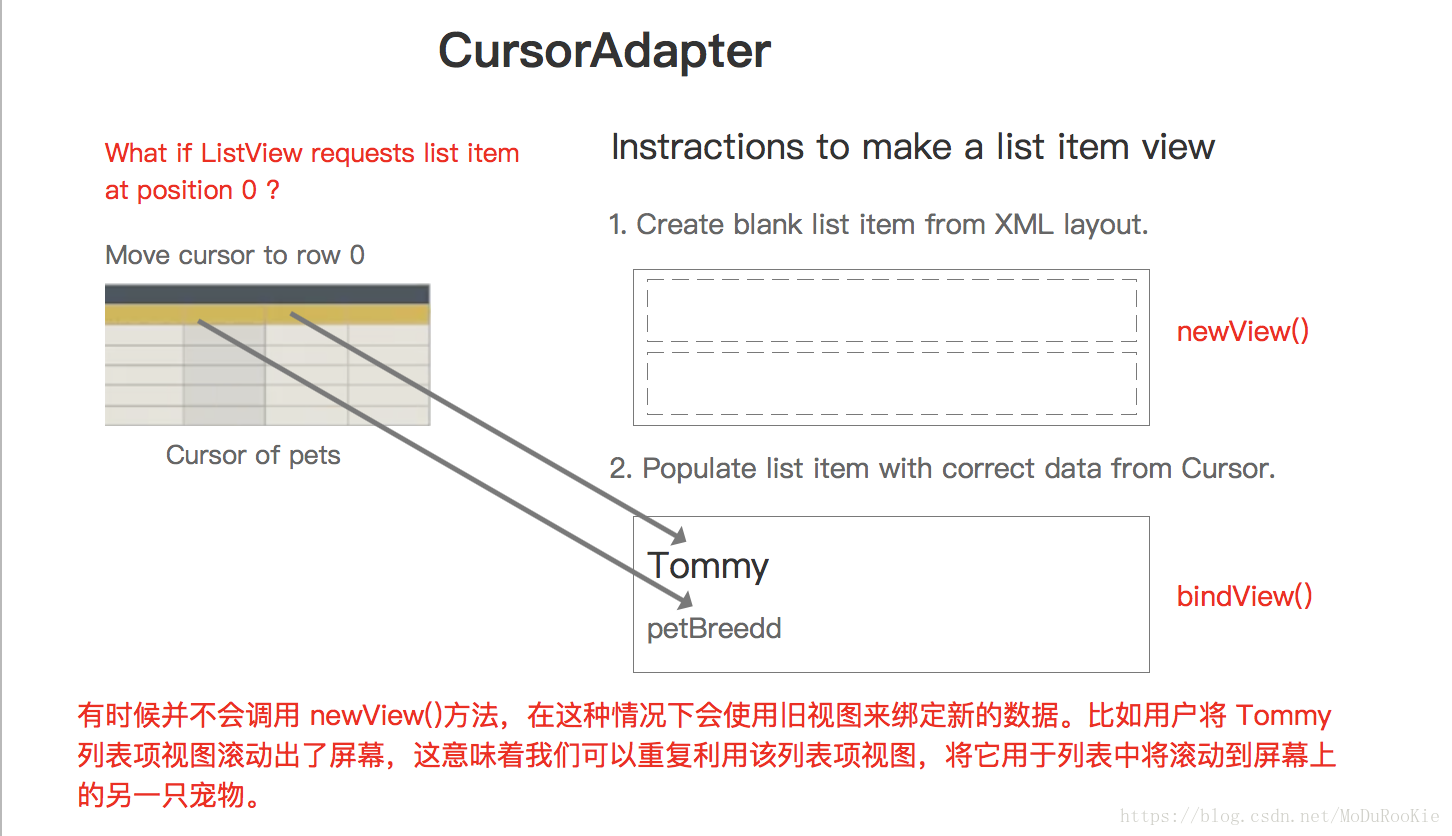 CursorAdapter
What if ListView requests list item
at position 0 ?
Move cursor to row 0
Cursor of pets
Instractions to make a list item view
1. Create blank list item from XML layout.
newView()
2. Populate list item with correct data from Cursor.
Tommy
petBreedd
bindView()
有时候并不会调用 newView()方法，在这种情况下会使用旧视图来绑定新的数据。比如用户将 Tommy
列表项视图滚动出了屏幕，这意味着我们可以重复利用该列表项视图，将它用于列表中将滚动到屏幕上
的另一只宠物。
https://blog.csdn.net/MoDuRooKie